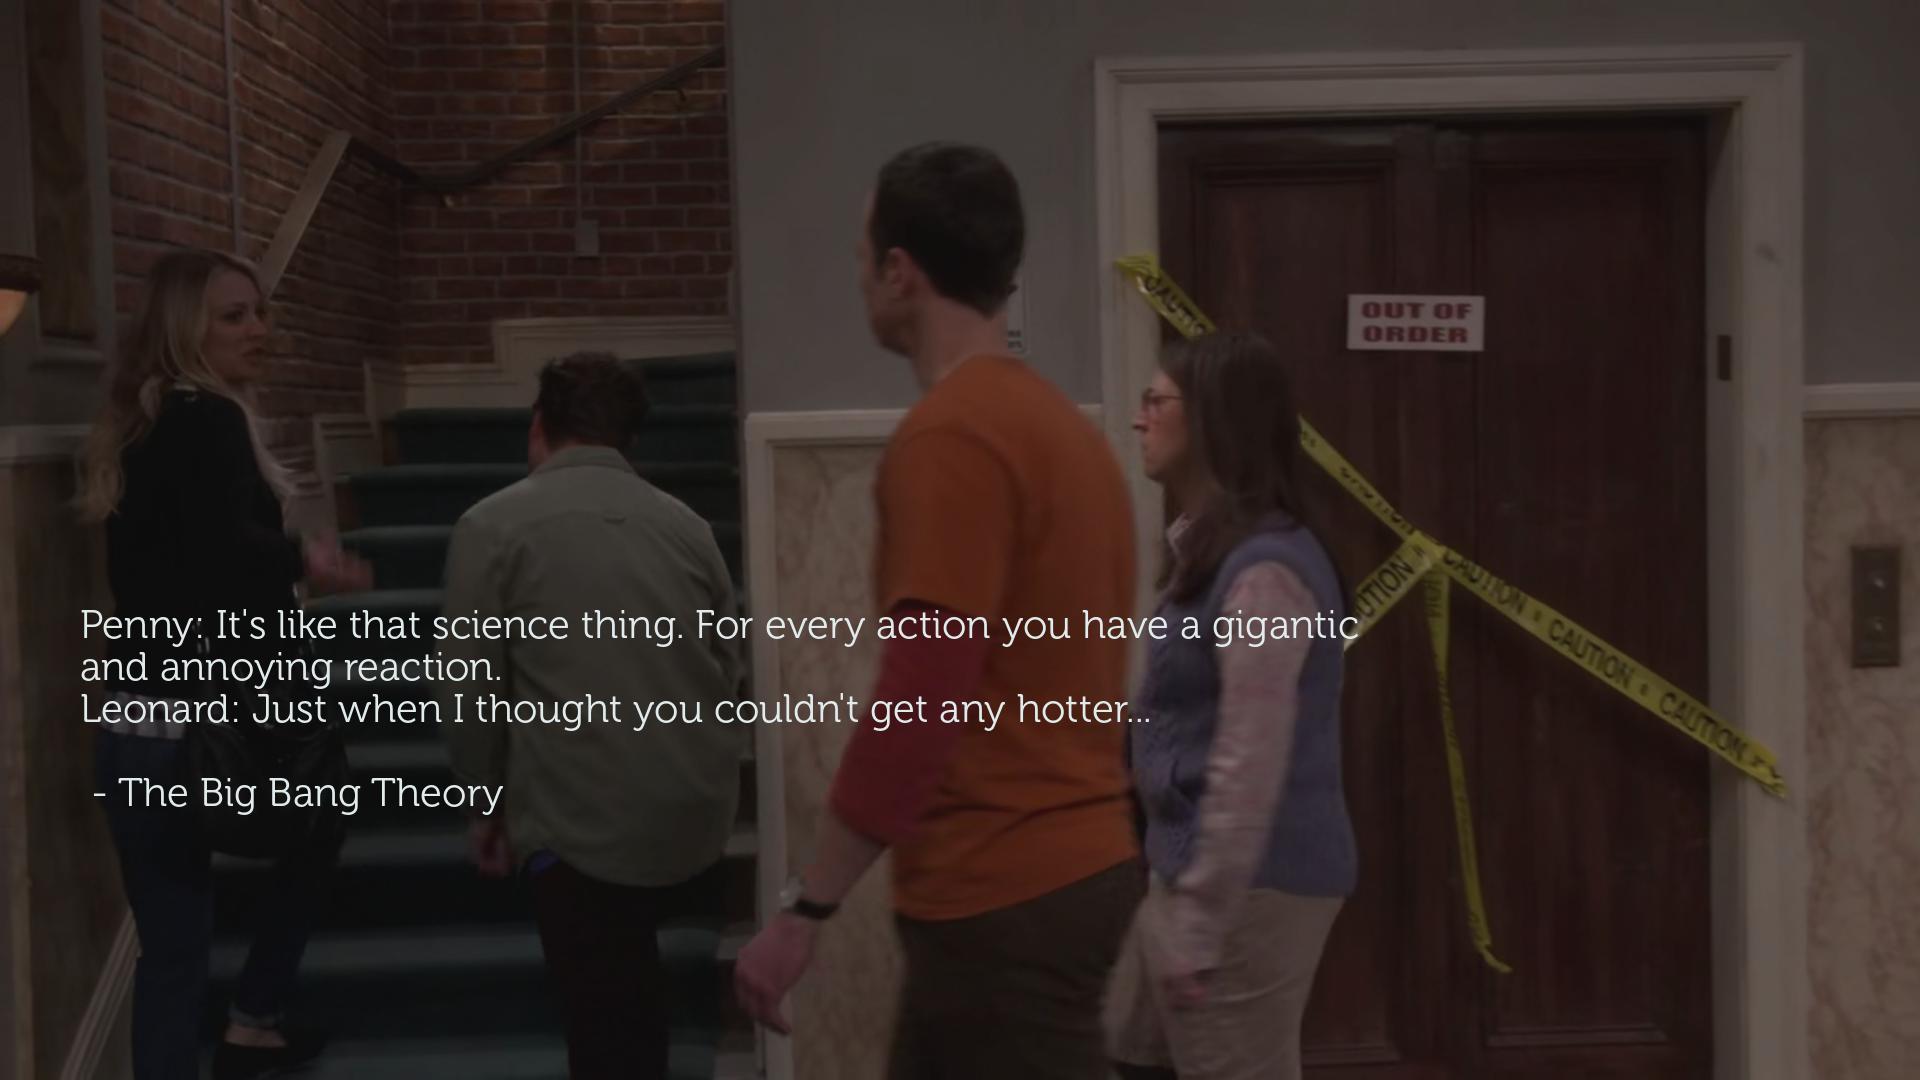 OUT OF
ORDER
CAUTION
CAUTION
CAUTION
CAUTION
Penny: It's like that science thing. For every action you have a gigantic
and annoying reaction.
Leonard: Just when I thought you couldn't get any hotter...
- The Big Bang Theory